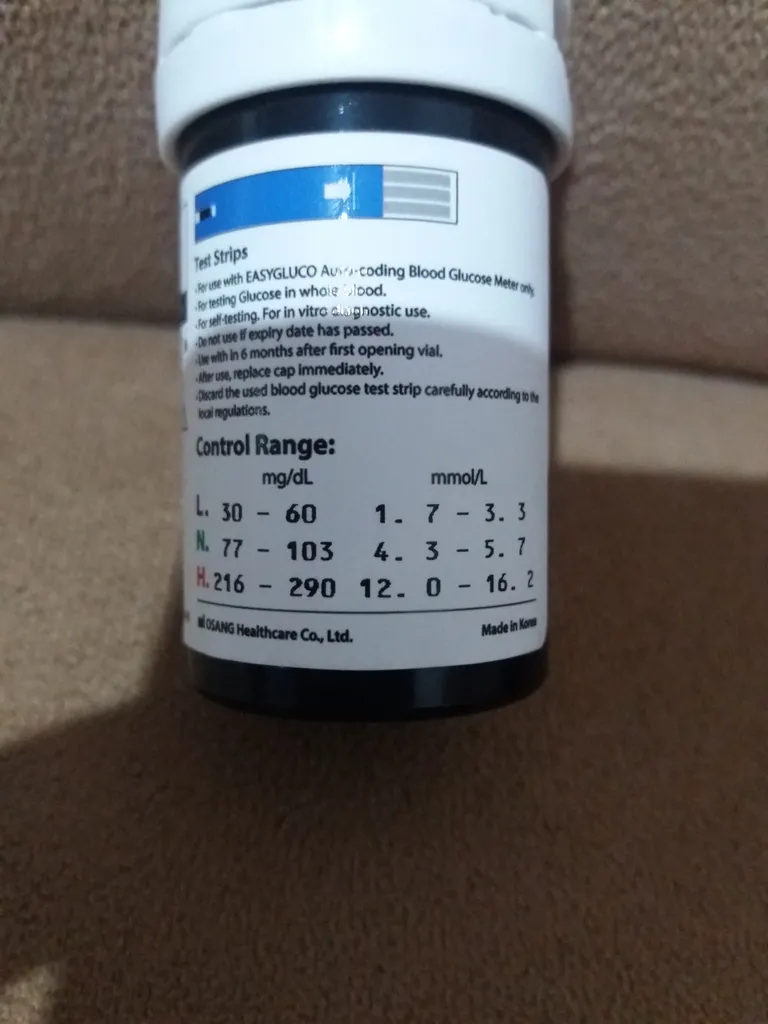 Test Strips
·For use with EASYGLUCO Auto-coding Blood Glucose Meter only.
·For testing Glucose in whole blood.
·For self-testing. For in vitro diagnostic use.
·Do not use if expiry date has passed.
·Use with in 6 months after first opening vial.
·After use, replace cap immediately.
·Discard the used blood glucose test strip carefully according to the
local regulations.
Control Range:
mg/dL mmol/L
L. 30 - 60 1. 7 - 3. 3
N. 77 - 103 4. 3 - 5. 7
H. 216 - 290 12. 0 - 16. 2
OSANG Healthcare Co., Ltd. Made in Korea